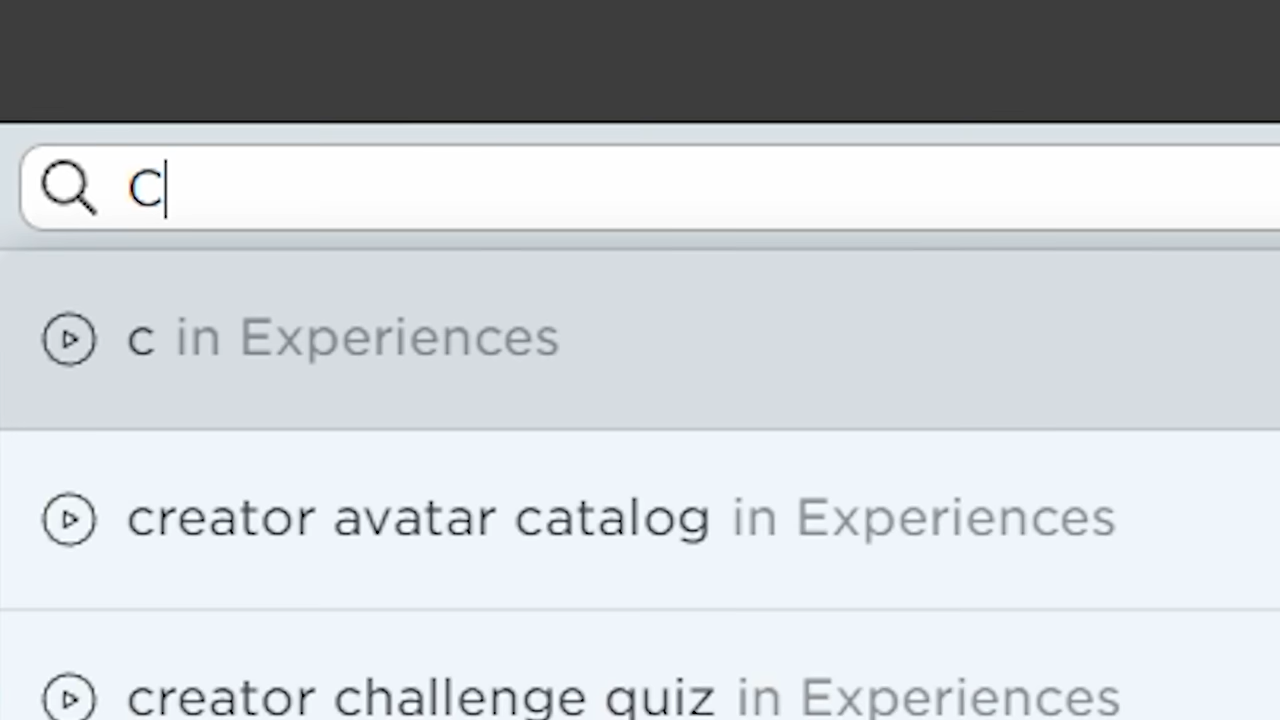 C
c in Experiences
creator avatar catalog in Experiences
creator challenge quiz in Experiences